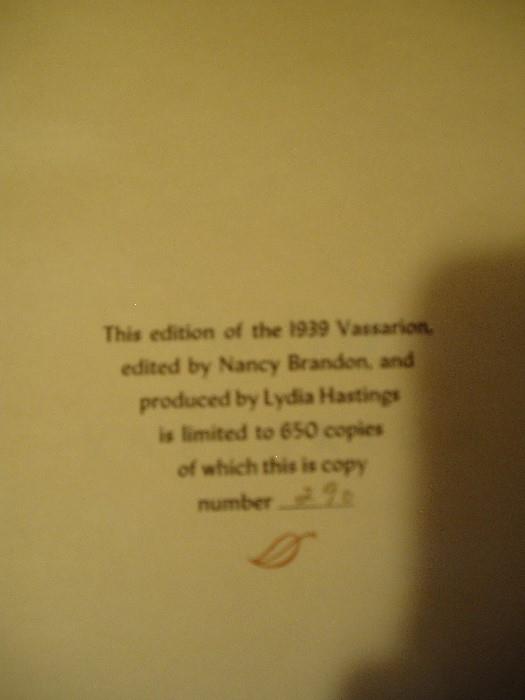 This edition of the 1939 Vassarion,
edited by Nancy Brandon, and
produced by Lydia Hastings
is limited to 650 copies
of which this is copy
number 290